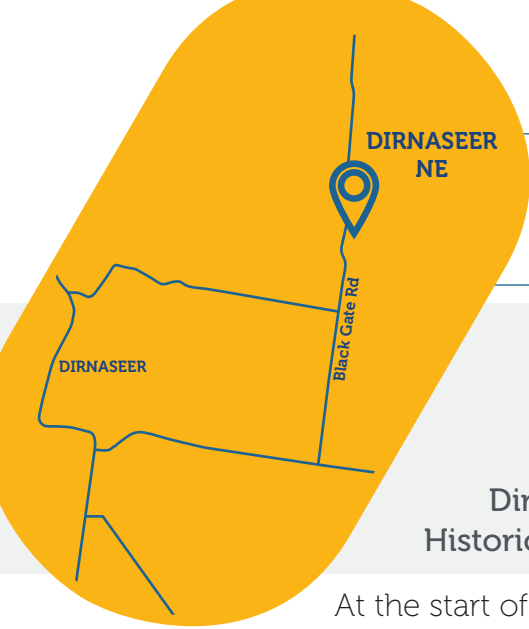 DIRNASEER
NE
Black Gate Rd
DIRNASEER
Dir
Historic
At the start of